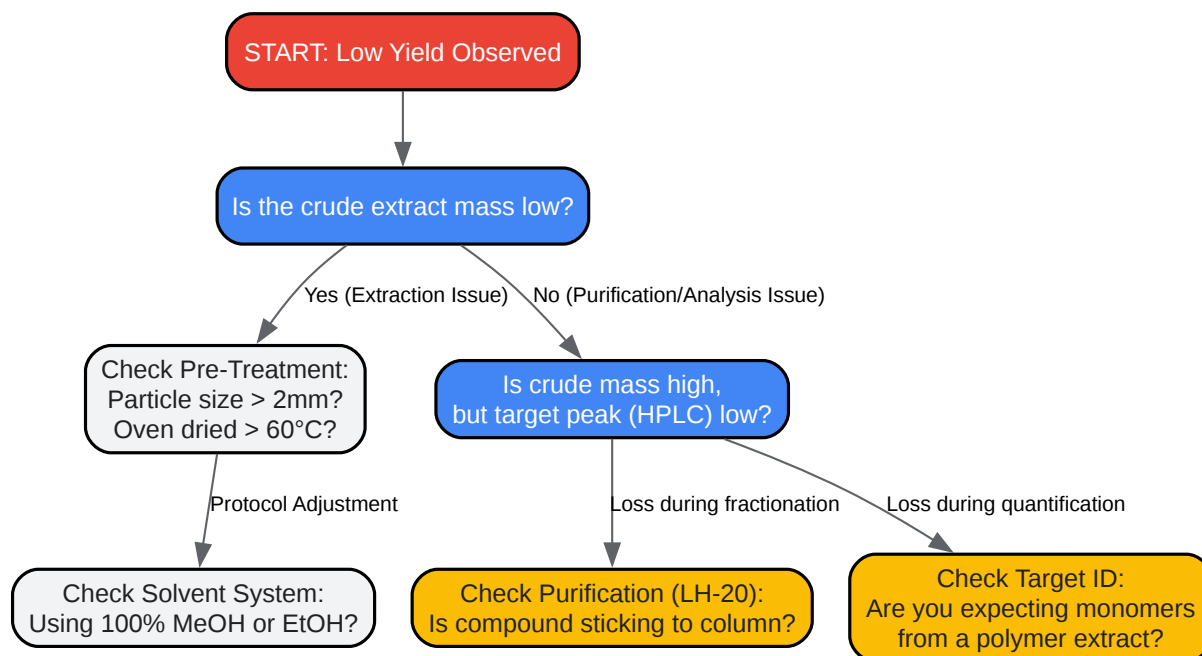 START: Low Yield Observed
Is the crude extract mass low?
Yes (Extraction Issue)
No (Purification/Analysis Issue)
Check Pre-Treatment:
Particle size > 2mm?
Oven dried > 60°C?
Is crude mass high,
but target peak (HPLC) low?
Protocol Adjustment
Loss during fractionation
Loss during quantification
Check Solvent System:
Using 100% MeOH or EtOH?
Check Purification (LH-20):
Is compound sticking to column?
Check Target ID:
Are you expecting monomers
from a polymer extract?